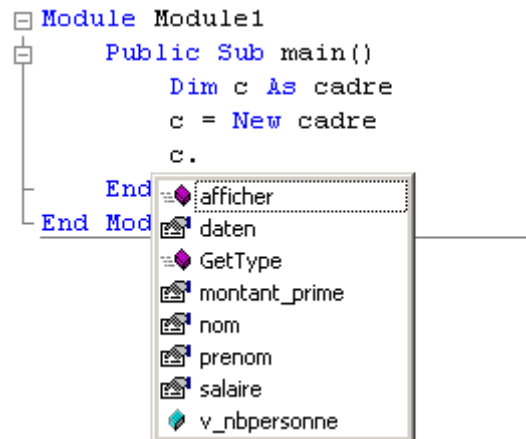 Module Module1
Public Sub main()
Dim c As cadre
c = New cadre
c.
End
End Mod
afficher
daten
GetType
montant_prime
nom
prenom
salaire
v_nbpersonne